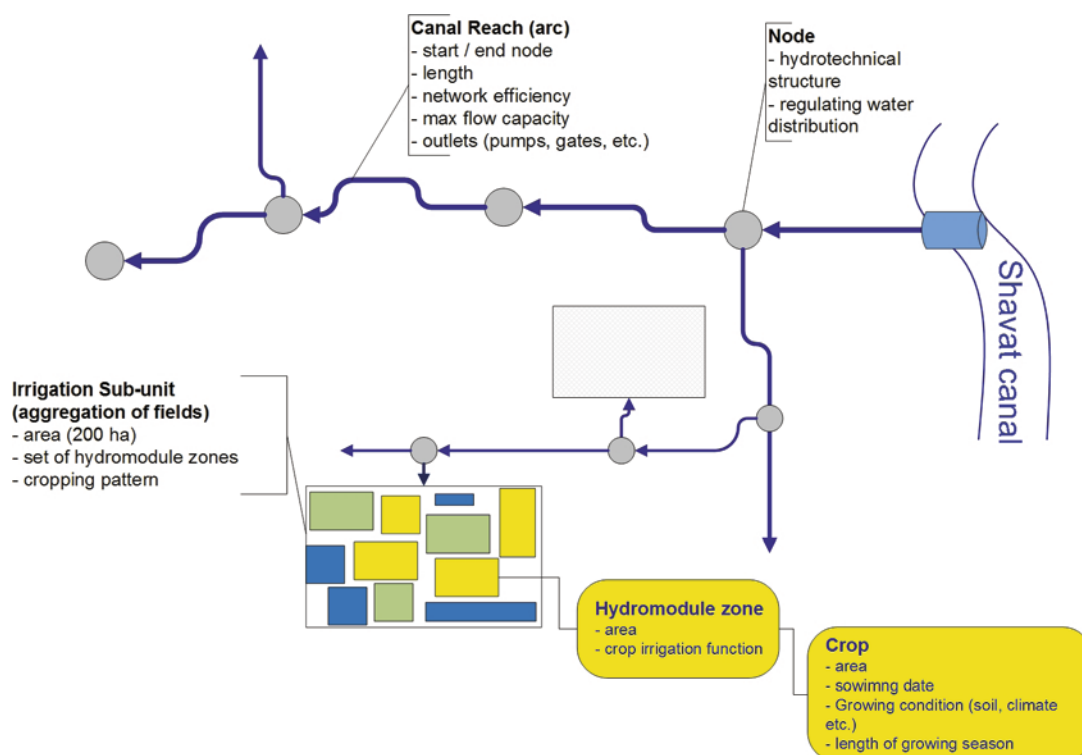 Canal Reach (arc)
- start / end node
- length
- network efficiency
- max flow capacity
- outlets (pumps, gates, etc.)
Node
- hydrotechnical
structure
- regulating water
distribution
Shavat canal
Irrigation Sub-unit
(aggregation of fields)
- area (200 ha)
- set of hydromodule zones
- cropping pattern
Hydromodule zone
- area
- crop irrigation function
Crop
- area
- sowimng date
- Growing condition (soil, climate
etc.)
- length of growing season